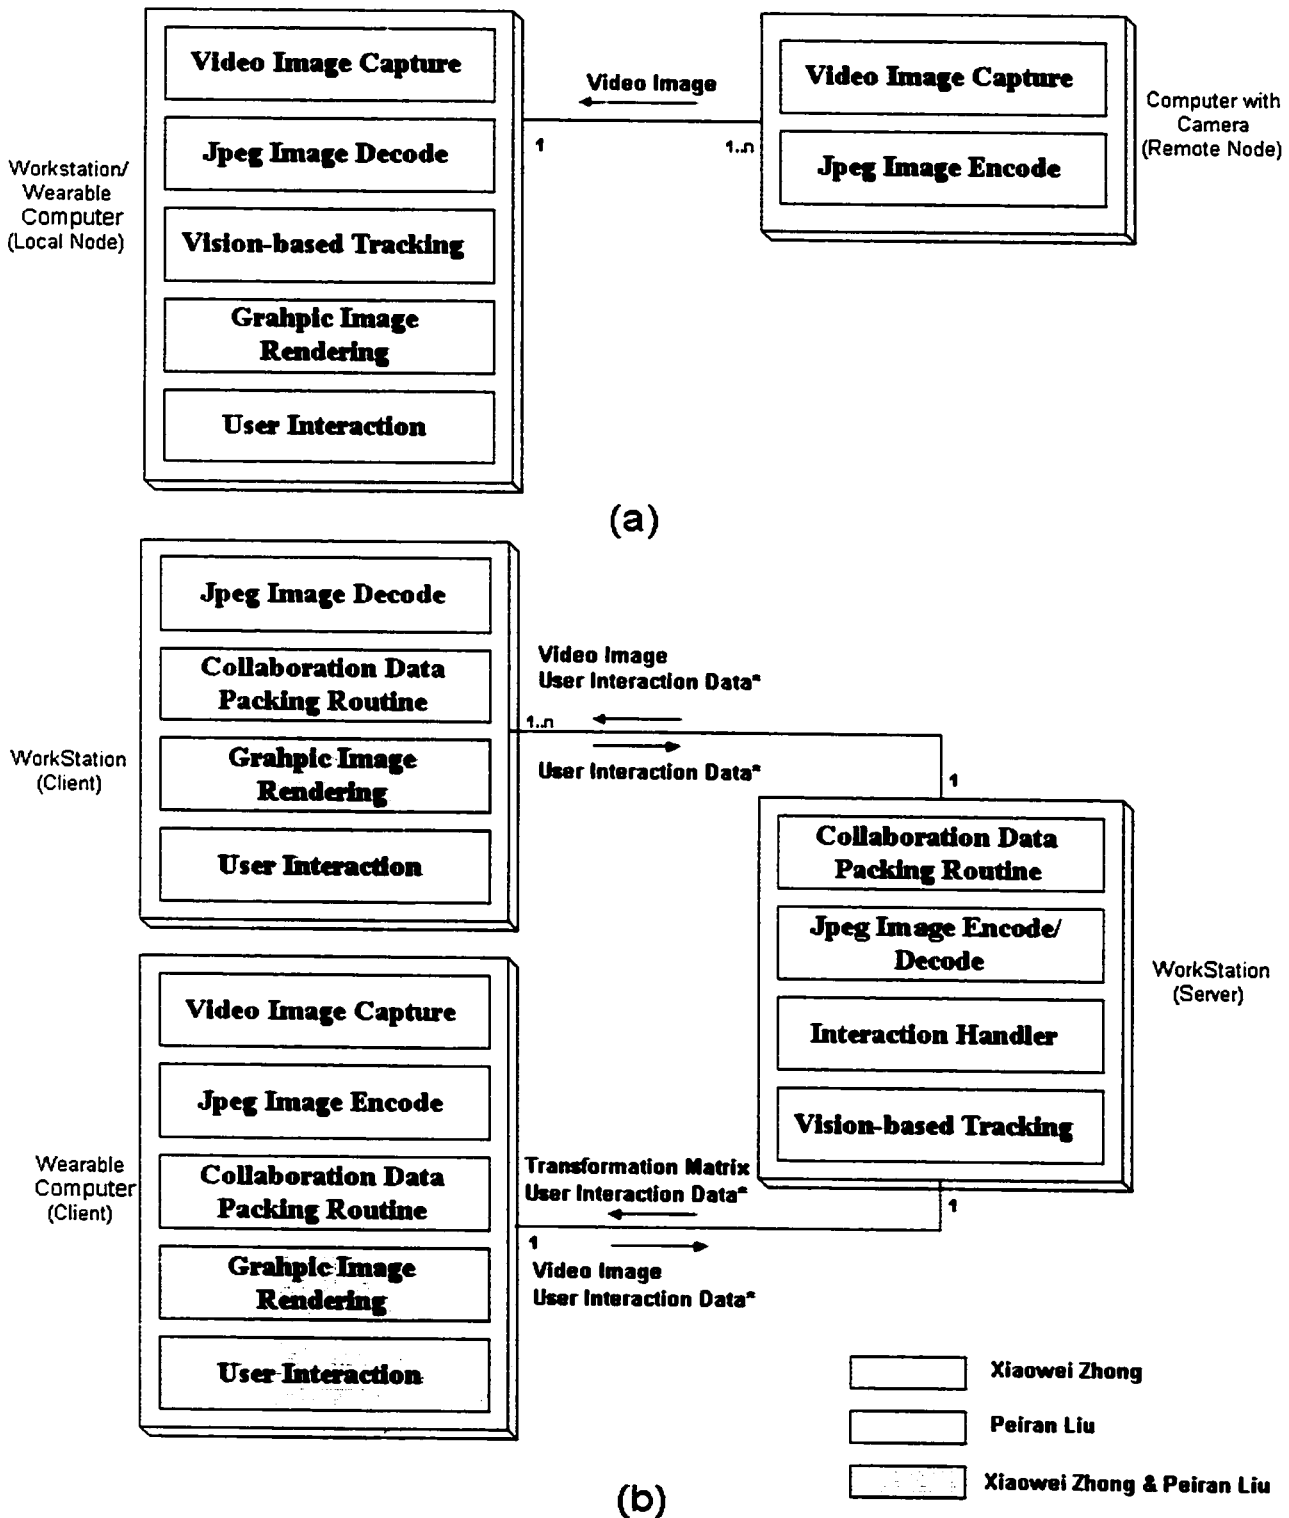 Video Image Capture
Jpeg Image Decode
Vision-based Tracking
Grahpic Image
Rendering
User Interaction
Workstation/
Wearable
Computer
(Local Node)
Video Image
1
1..n
Video Image Capture
Jpeg Image Encode
Computer with
Camera
(Remote Node)
(a)
Jpeg Image Decode
Collaboration Data
Packing Routine
Grahpic Image
Rendering
User Interaction
WorkStation
(Client)
Video Image
User Interaction Data*
1..n
User Interaction Data*
1
Collaboration Data
Packing Routine
Jpeg Image Encode/
Decode
Interaction Handler
Vision-based Tracking
WorkStation
(Server)
Video Image Capture
Jpeg Image Encode
Collaboration Data
Packing Routine
Grahpic Image
Rendering
User Interaction
Wearable
Computer
(Client)
Transformation Matrix
User Interaction Data*
1
1
Video Image
User Interaction Data*
Xiaowei Zhong
Peiran Liu
Xiaowei Zhong & Peiran Liu
(b)